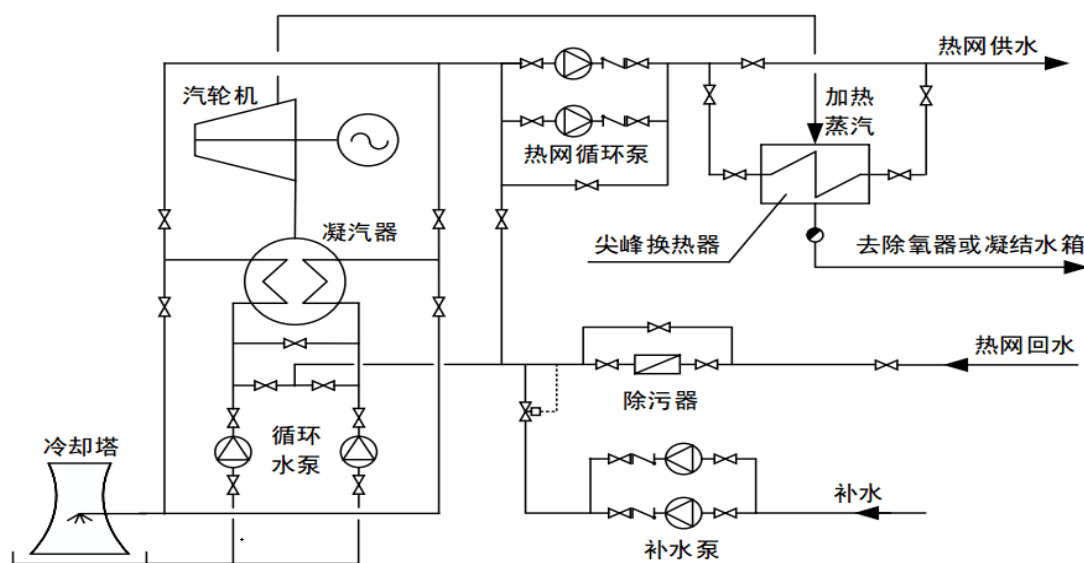 热网供水
汽轮机
加热
蒸汽
热网循环泵
凝汽器
尖峰换热器
去除氧器或凝结水箱
热网回水
除污器
循环
水泵
冷却塔
补水
补水泵